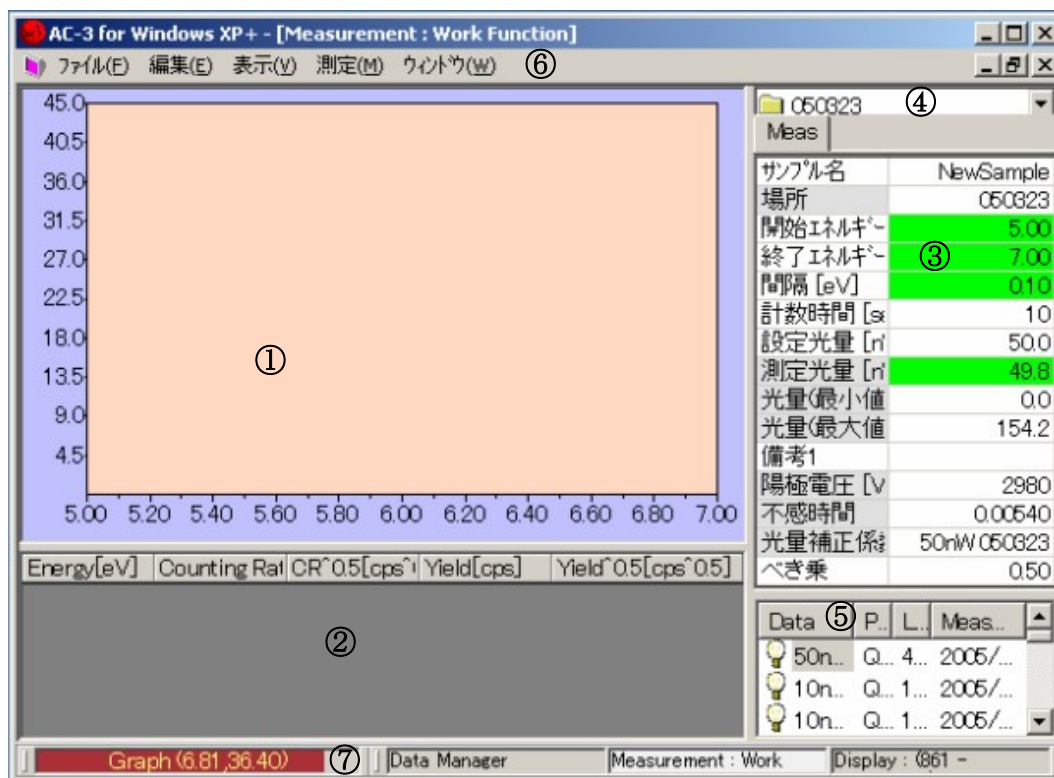 AC-3 for Windows XP+ - [Measurement : Work Function]
ファイル(F) 編集(E) 表示(V) 測定(M) ウィンドウ(W) ⑥
45.0
40.5
36.0
31.5
27.0
22.5
18.0
13.5
9.0
4.5
①
5.00 5.20 5.40 5.60 5.80 6.00 6.20 6.40 6.60 6.80 7.00
Energy[eV] Counting Rat CR^0.5[cps^ Yield[cps] Yield^0.5[cps^0.5]
②
050323 ④
Meas
サンプル名 NewSample
場所 050323
開始エネルギー 5.00
終了エネルギー ③ 7.00
間隔 [eV] 0.10
計数時間 [se 10
設定光量 [n 50.0
測定光量 [n 49.8
光量(最小値 0.0
光量(最大値 154.2
備考1
陽極電圧 [V 2980
不感時間 0.00540
光量補正係 50nW 050323
べき乗 0.50
Data ⑤ P.. L.. Meas...
50n... Q... 4... 2005/...
10n... Q... 1... 2005/...
10n... Q... 1... 2005/...
Graph (6.81,36.40) ⑦ Data Manager Measurement : Work Display : (861 -